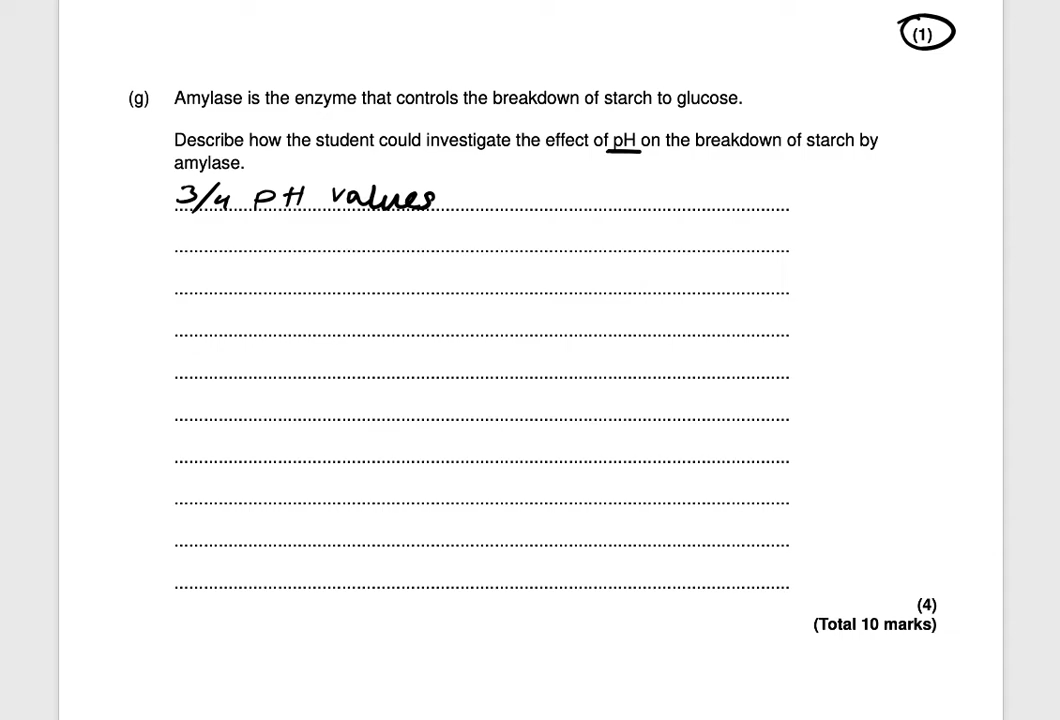 (1)
(g) Amylase is the enzyme that controls the breakdown of starch to glucose.
Describe how the student could investigate the effect of pH on the breakdown of starch by
amylase.
3/4 pH values
(4)
(Total 10 marks)